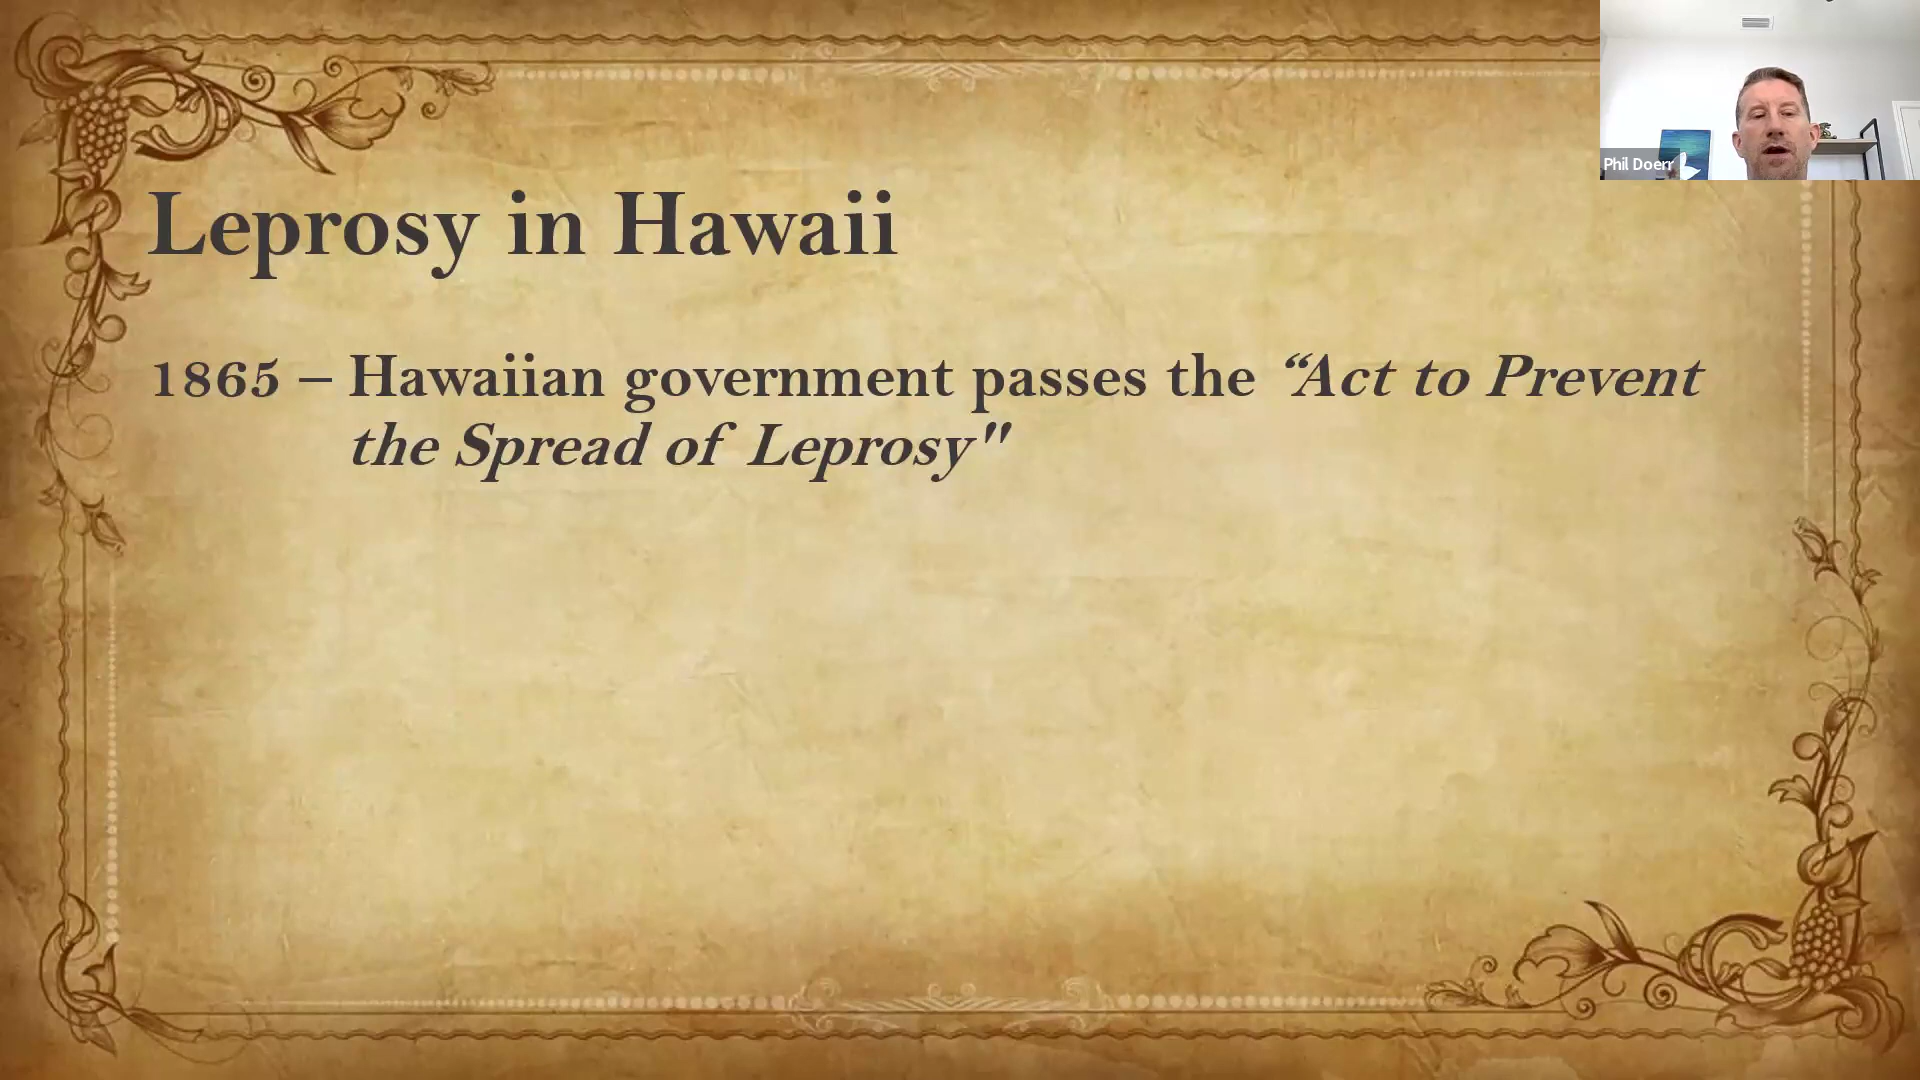 Phil Doerr
Leprosy in Hawaii
1865 – Hawaiian government passes the “Act to Prevent
the Spread of Leprosy"